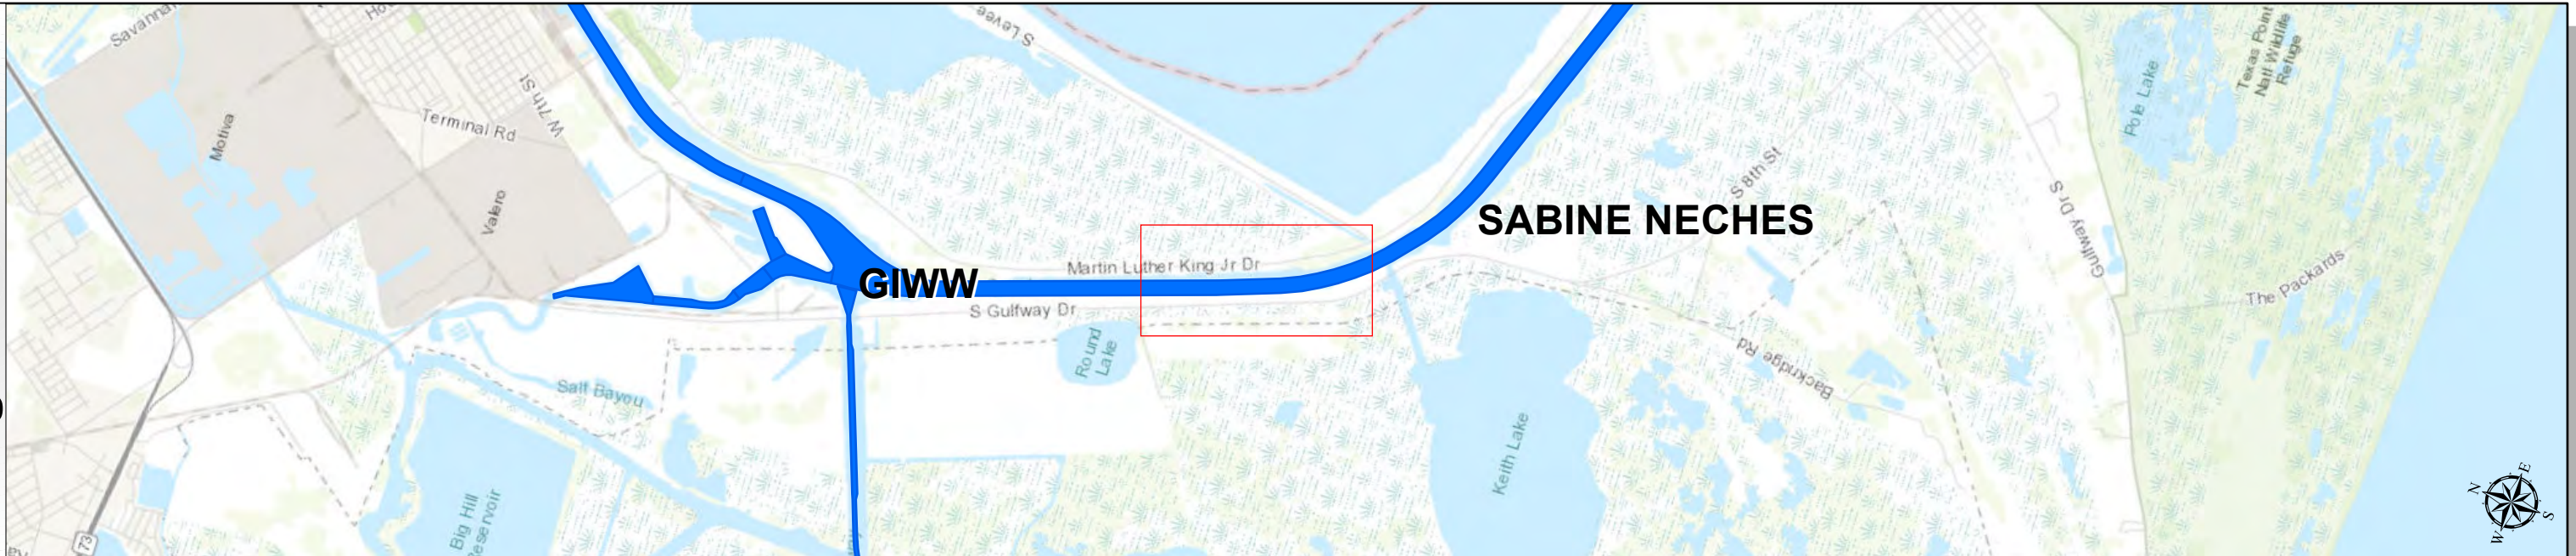 Savannah
S Levee
Texas Point
Natl Wildlife
Refuge
W 7th St
Terminal Rd
Motiva
Pole Lake
Valero
S 8th St
SABINE NECHES
Gulfway Dr S
Martin Luther King Jr Dr
GIWW
The Packards
S Gulfway Dr
Round
Lake
Backridge Rd
Salt Bayou
Keith Lake
Big Hill
Reservoir
73
N
E
S
W